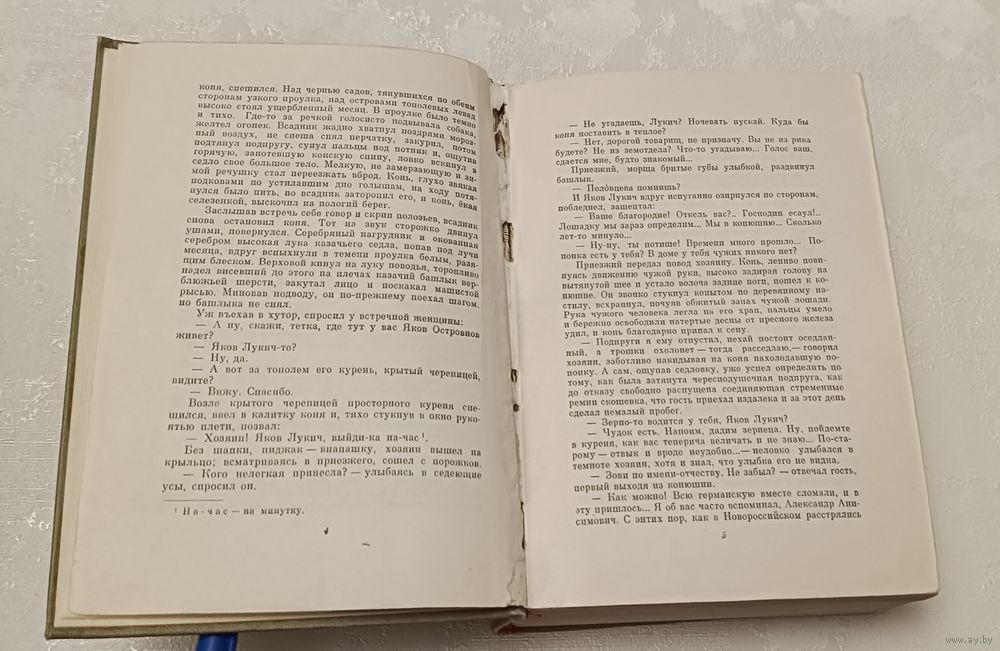 коня, спешился. Над чернью садов, тянувшихся по обеим
сторонам узкого проулка, над островами тополевых левад
высоко стоял ущербленный месяц. В проулке было темно
и тихо. Где-то за речкой голосисто подвывала собака,
желтел огонек. Всадник жадно хватнул ноздрями мороз-
ный воздух, не спеша снял перчатку, закурил, потом
подтянул подпругу, сунул пальцы под потник и, ощутив
горячую, запотевшую конскую спину, ловко вскинул в
седло свое большое тело. Мелкую, не замерзающую и зи-
мой речушку стал переезжать вброд. Конь, глухо звякая
подковами по устилавшим дно голышам, на ходу потя-
нулся было пить, но всадник заторопил его, и конь, ёкая
селезенкой, выскочил на пологий берег.
Заслышав встречь себе говор и скрип полозьев, всадник
снова остановил коня. Тот на звук сторожко двинул
ушами, повернулся. Серебряный нагрудник и окованная
серебром высокая лука казачьего седла, попав под лучи
месяца, вдруг вспыхнули в темени проулка белым, разя-
щим блеском. Верховой кинул на луку поводья, торопливо
надел висевший до этого на плечах казачий башлык вер-
блюжьей шерсти, закутал лицо и поскакал машистой
рысью. Миновав подводу, он по-прежнему поехал шагом,
но башлыка не снял.
Уж въехав в хутор, спросил у встречной женщины:
— А ну, скажи, тетка, где тут у вас Яков Островнов
живет?
— Яков Лукич-то?
— Ну, да.
— А вот за тополем его курень, крытый черепицей,
видите?
— Вижу. Спасибо.
Возле крытого черепицей просторного куреня спе-
шился, ввел в калитку коня и, тихо стукнув в окно руко-
ятью плети, позвал:
— Хозяин! Яков Лукич, выйди-ка на-час¹.
Без шапки, пиджак — внапашку, хозяин вышел на
крыльцо; всматриваясь в приезжего, сошел с порожков.
— Кого нелегкая принесла? — улыбаясь в седеющие
усы, спросил он.
¹ На-час — на минутку.
4
— Не угадаешь, Лукич? Ночевать пускай. Куда бы
коня поставить в теплое?
— Нет, дорогой товарищ, не призначу. Вы не из рика
будете? Не из земотдела? Что-то угадываю... Голос ваш,
сдается мне, будто знакомый...
Приезжий, морща бритые губы улыбкой, раздвинул
башлык.
— Половцева помнишь?
И Яков Лукич вдруг испуганно озирнулся по сторонам,
побледнел, зашептал:
— Ваше благородие! Откель вас?.. Господин есаул!..
Лошадку мы зараз определим... Мы в конюшню... Сколько
лет-то минуло...
— Ну-ну, ты потише! Времени много прошло... По-
понка есть у тебя? В доме у тебя чужих никого нет?
Приезжий передал повод хозяину. Конь, лениво пови-
нуясь движению чужой руки, высоко задирая голову на
вытянутой шее и устало волоча задние ноги, пошел к ко-
нюшне. Он звонко стукнул копытом по деревянному на-
стилу, всхрапнул, почуяв обжитый запах чужой лошади.
Рука чужого человека легла на его храп, пальцы умело
и бережно освободили натертые десны от пресного железа
удил, и конь благодарно припал к сену.
— Подпруги я ему отпустил, нехай постоит оседлан-
ный, а трошки охолонет — тогда расседлаю,— говорил
хозяин, заботливо накидывая на коня нахолодавшую по-
понку. А сам, ощупав седловку, уже успел определить по
тому, как была затянута чересподушечная подпруга, как
до отказу свободно распущена соединяющая стременные
ремни скошевка, что гость приехал издалека и за этот день
сделал немалый пробег.
— Зерно-то водится у тебя, Яков Лукич?
— Чудок есть. Напоим, дадим зернеца. Ну, пойдемте
в куреня, как вас теперича величать и не знаю... По-ста-
рому — отвык и вроде неудобно...— неловко улыбался в
темноте хозяин, хотя и знал, что улыбка его не видна.
— Зови по имени-отчеству. Не забыл? — отвечал гость,
первый выходя из конюшни.
— Как можно! Всю германскую вместе сломали, и в
эту пришлось... Я об вас часто вспоминал, Александр Ани-
симович. С энтих пор, как в Новороссийском расстрялись
5
www.ay.by